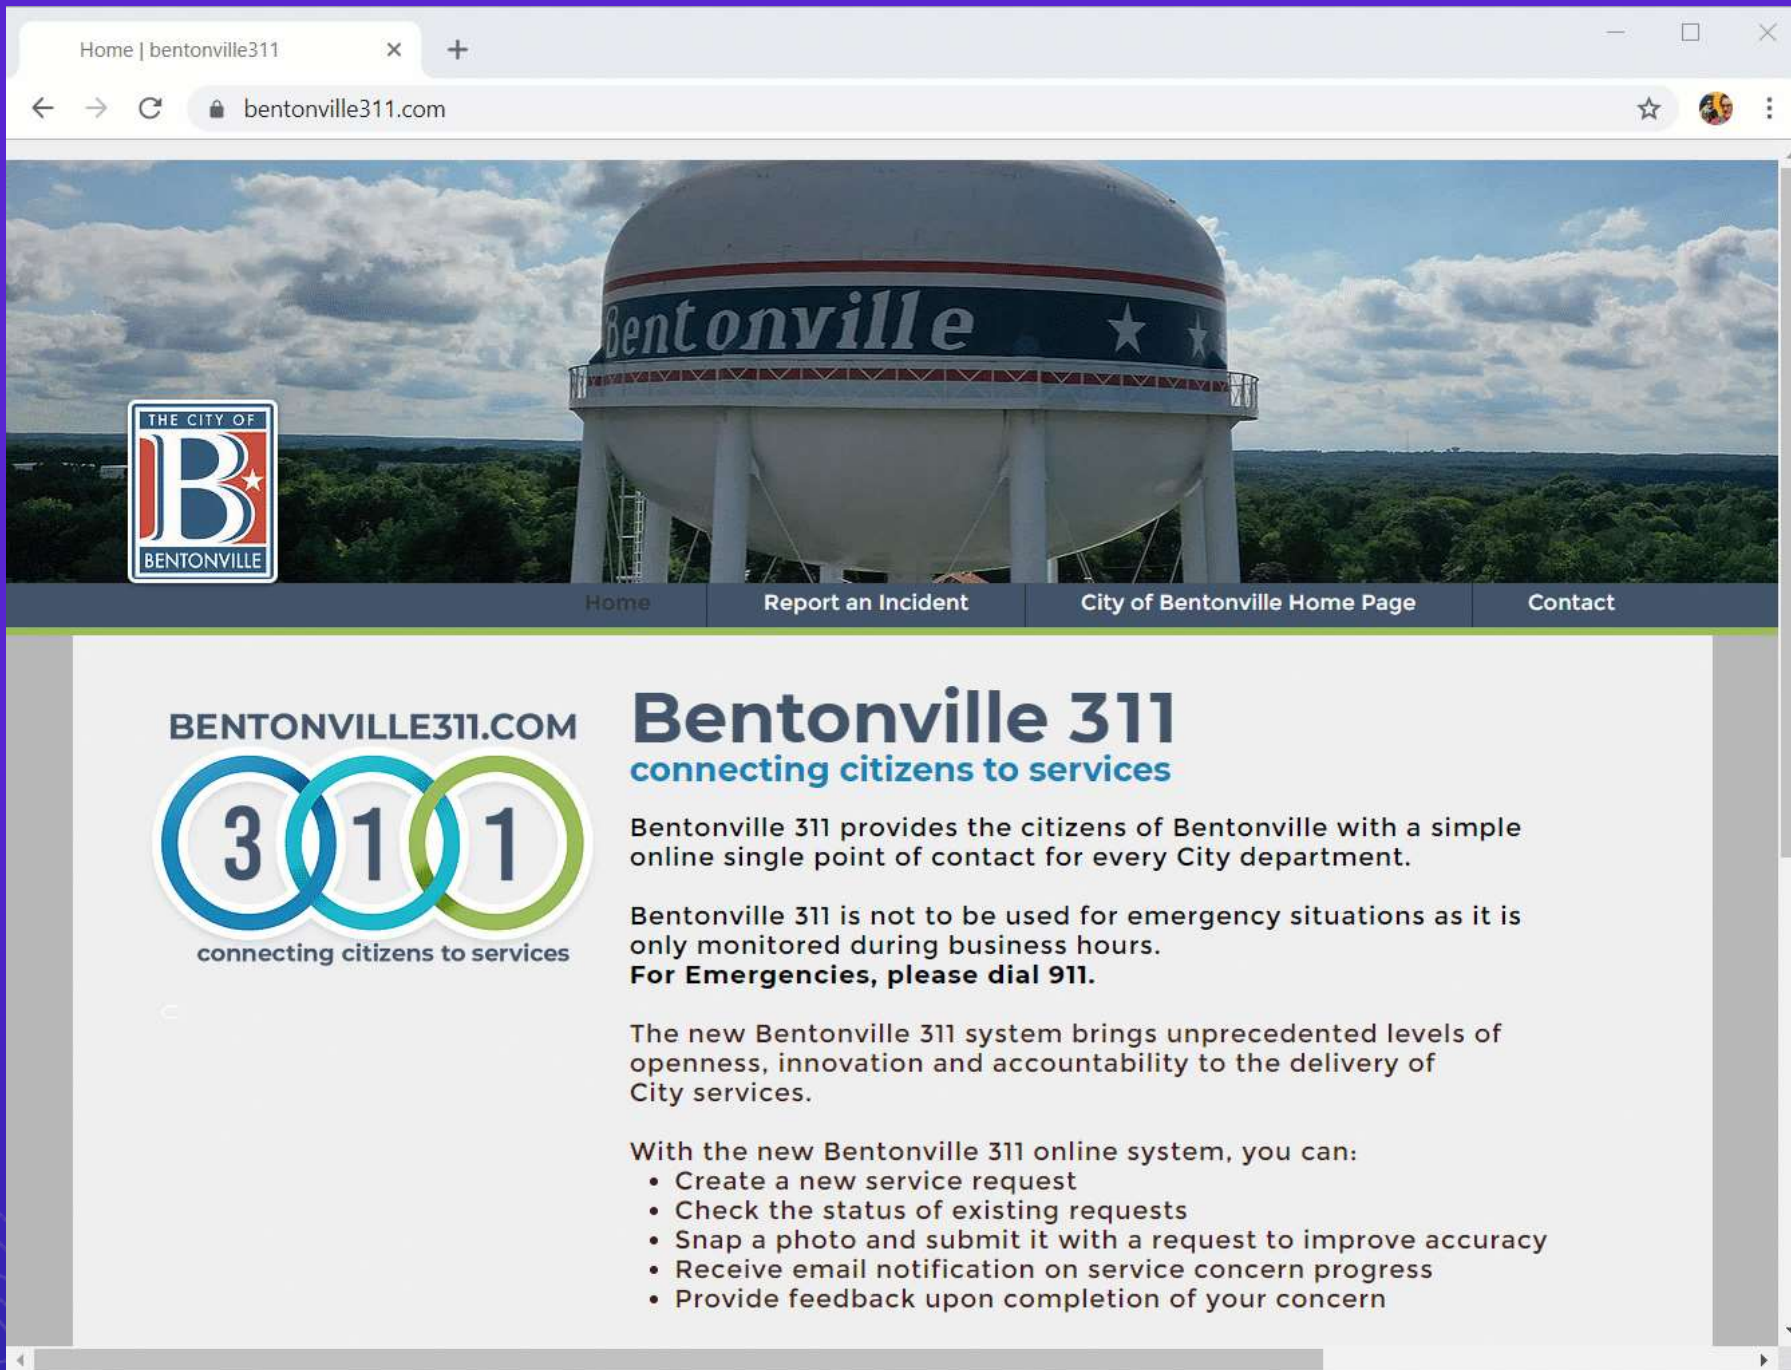 Home | bentonville311
bentonville311.com
Bentonville
THE CITY OF
B
BENTONVILLE
Home
Report an Incident
City of Bentonville Home Page
Contact
BENTONVILLE311.COM
3 1 1
connecting citizens to services
Bentonville 311
connecting citizens to services
Bentonville 311 provides the citizens of Bentonville with a simple
online single point of contact for every City department.
Bentonville 311 is not to be used for emergency situations as it is
only monitored during business hours.
For Emergencies, please dial 911.
The new Bentonville 311 system brings unprecedented levels of
openness, innovation and accountability to the delivery of
City services.
With the new Bentonville 311 online system, you can:
• Create a new service request
• Check the status of existing requests
• Snap a photo and submit it with a request to improve accuracy
• Receive email notification on service concern progress
• Provide feedback upon completion of your concern